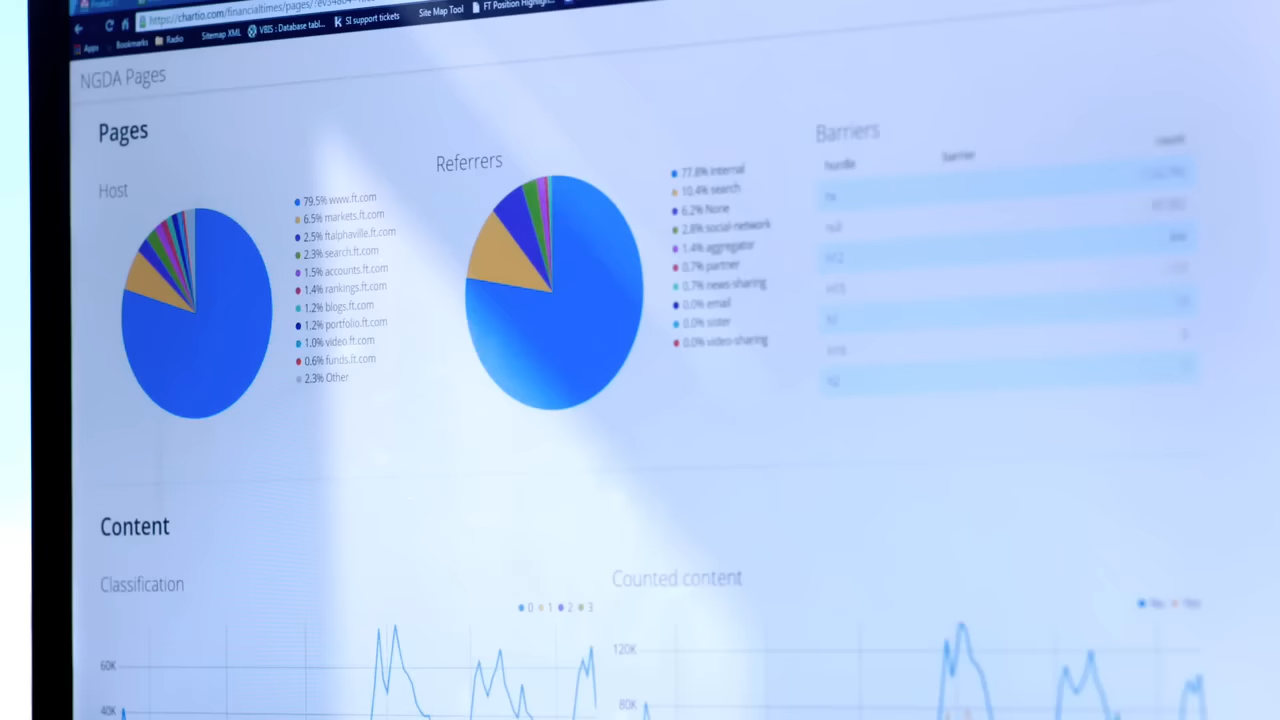 https://chartio.com/financialtimes/pages/
Apps Bookmarks Radio Sitemap XML VBIS : Database tabl... SI support tickets Site Map Tool FT Position Highligh...
NGDA Pages
Pages
Host
79.5% www.ft.com
6.5% markets.ft.com
2.5% ftalphaville.ft.com
2.3% search.ft.com
1.5% accounts.ft.com
1.4% rankings.ft.com
1.2% blogs.ft.com
1.2% portfolio.ft.com
1.0% video.ft.com
0.6% funds.ft.com
2.3% Other
Referrers
77.8% internal
10.4% search
6.2% None
2.8% social-network
1.4% aggregator
0.7% partner
0.7% news-sharing
0.0% email
0.0% sister
0.0% video-sharing
Barriers
hurdle barrier count
Content
Classification
0 1 2 3
60K
40K
Counted content
120K
80K